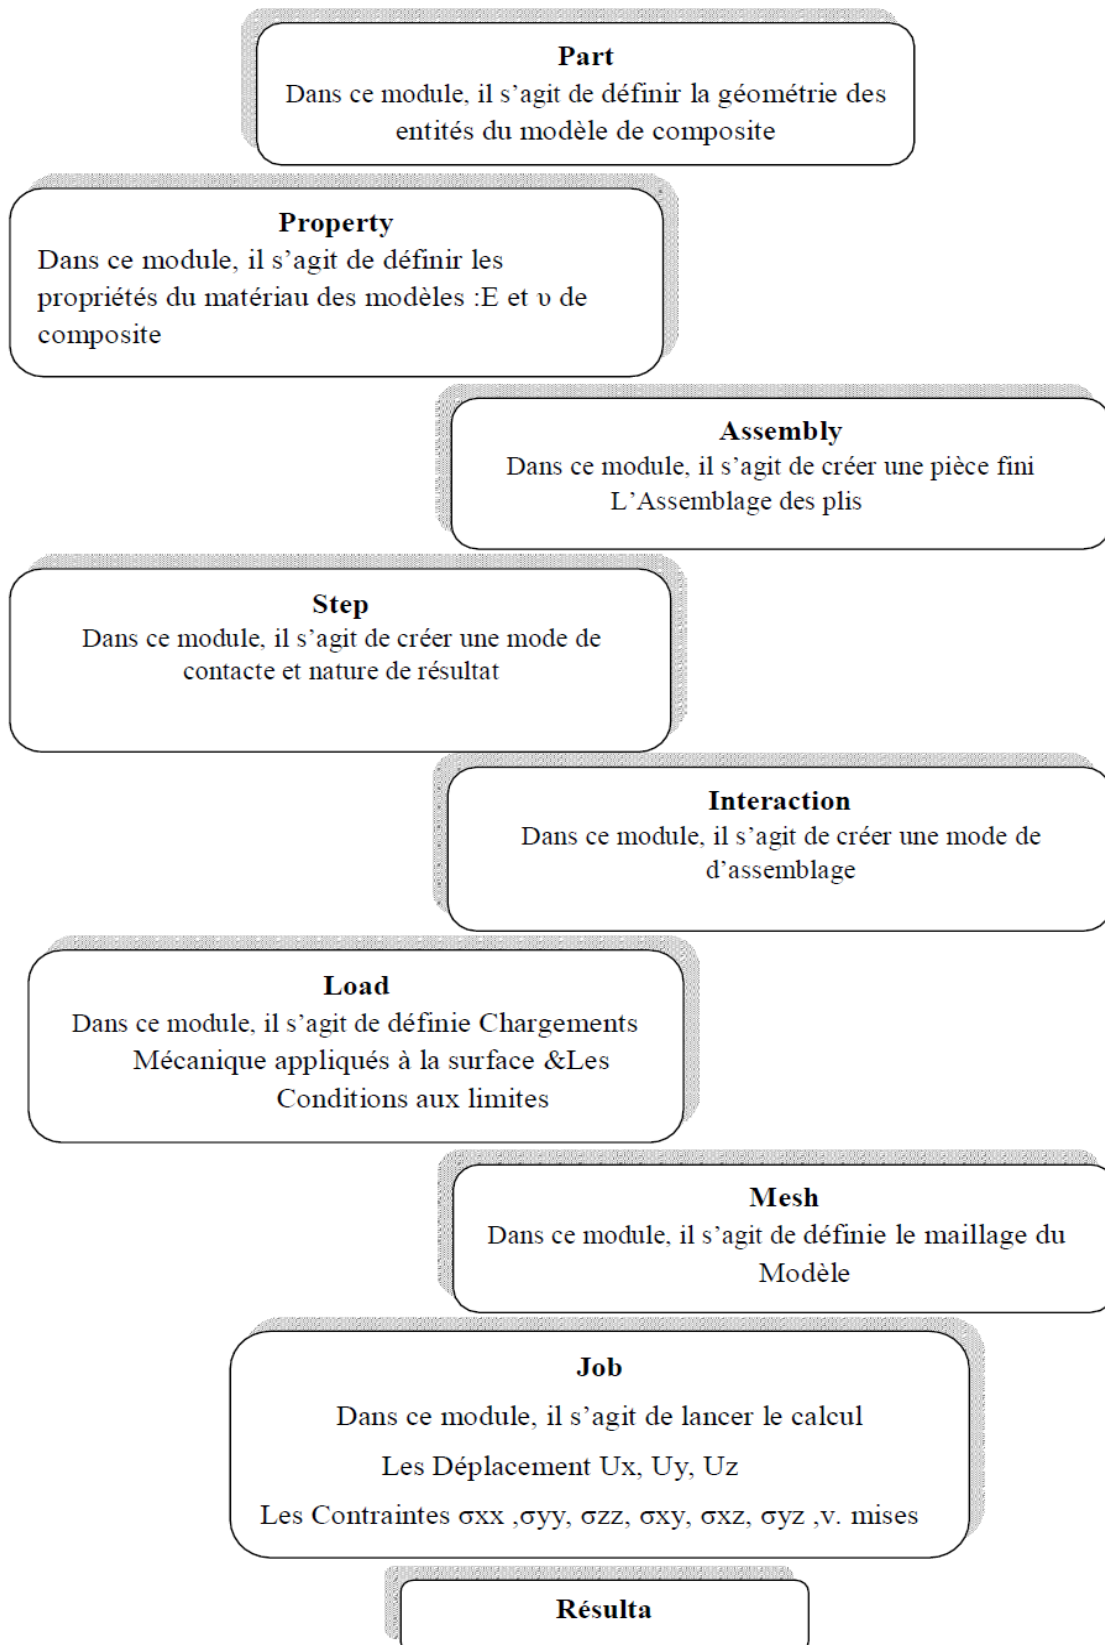 Part
Dans ce module, il s’agit de définir la géométrie des
entités du modèle de composite
Property
Dans ce module, il s’agit de définir les
propriétés du matèriau des modèles :E et υ de
composite
Assembly
Dans ce module, il s’agit de créer une pièce fini
L’Assemblage des plis
Step
Dans ce module, il s’agit de créer une mode de
contacte et nature de résultat
Interaction
Dans ce module, il s’agit de créer une mode de
d’assemblage
Load
Dans ce module, il s’agit de définie Chargements
Mécanique appliqués à la surface &Les
Conditions aux limites
Mesh
Dans ce module, il s’agit de définie le maillage du
Modèle
Job
Dans ce module, il s’agit de lancer le calcul
Les Déplacement Ux, Uy, Uz
Les Contraintes σxx ,σyy, σzz, σxy, σxz, σyz ,v. mises
Résulta